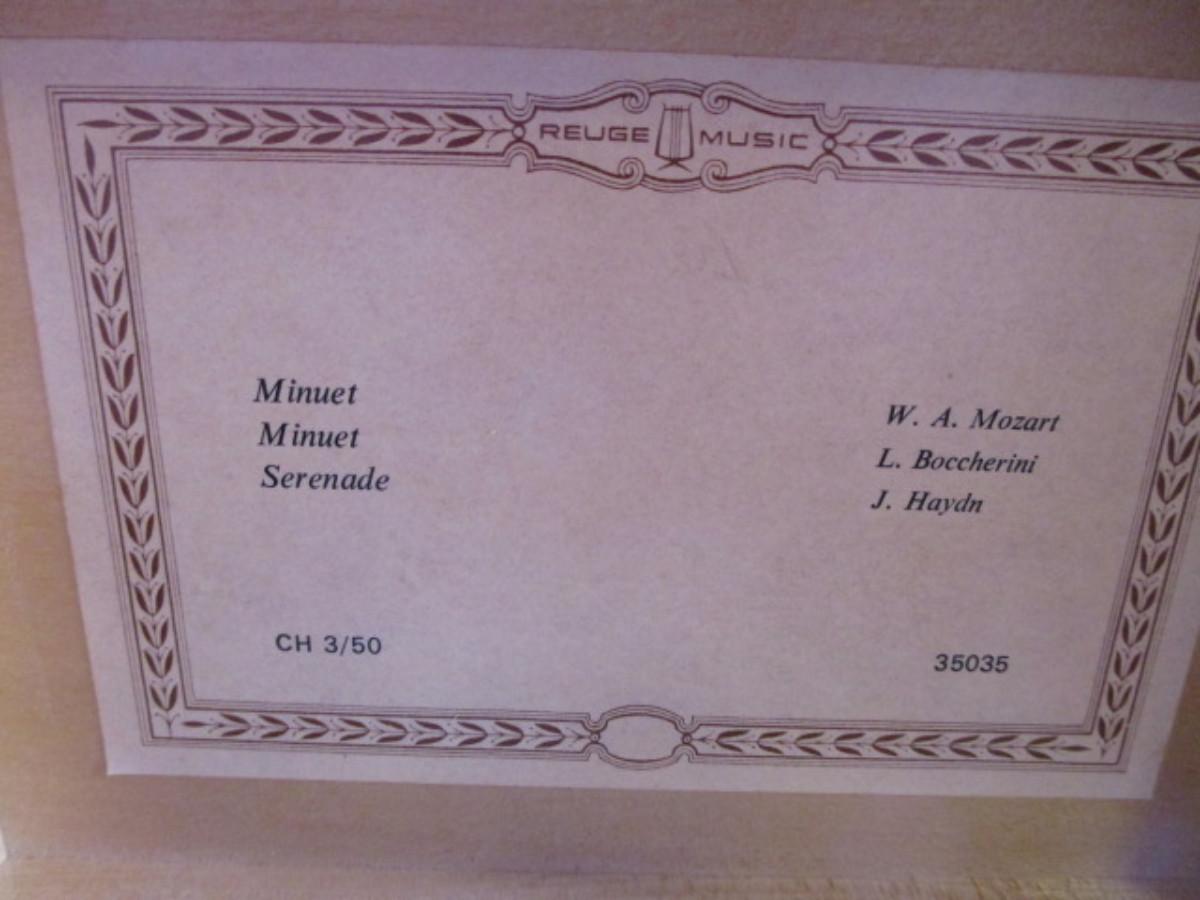 REUGE MUSIC
Minuet W. A. Mozart
Minuet L. Boccherini
Serenade J. Haydn
CH 3/50 35035